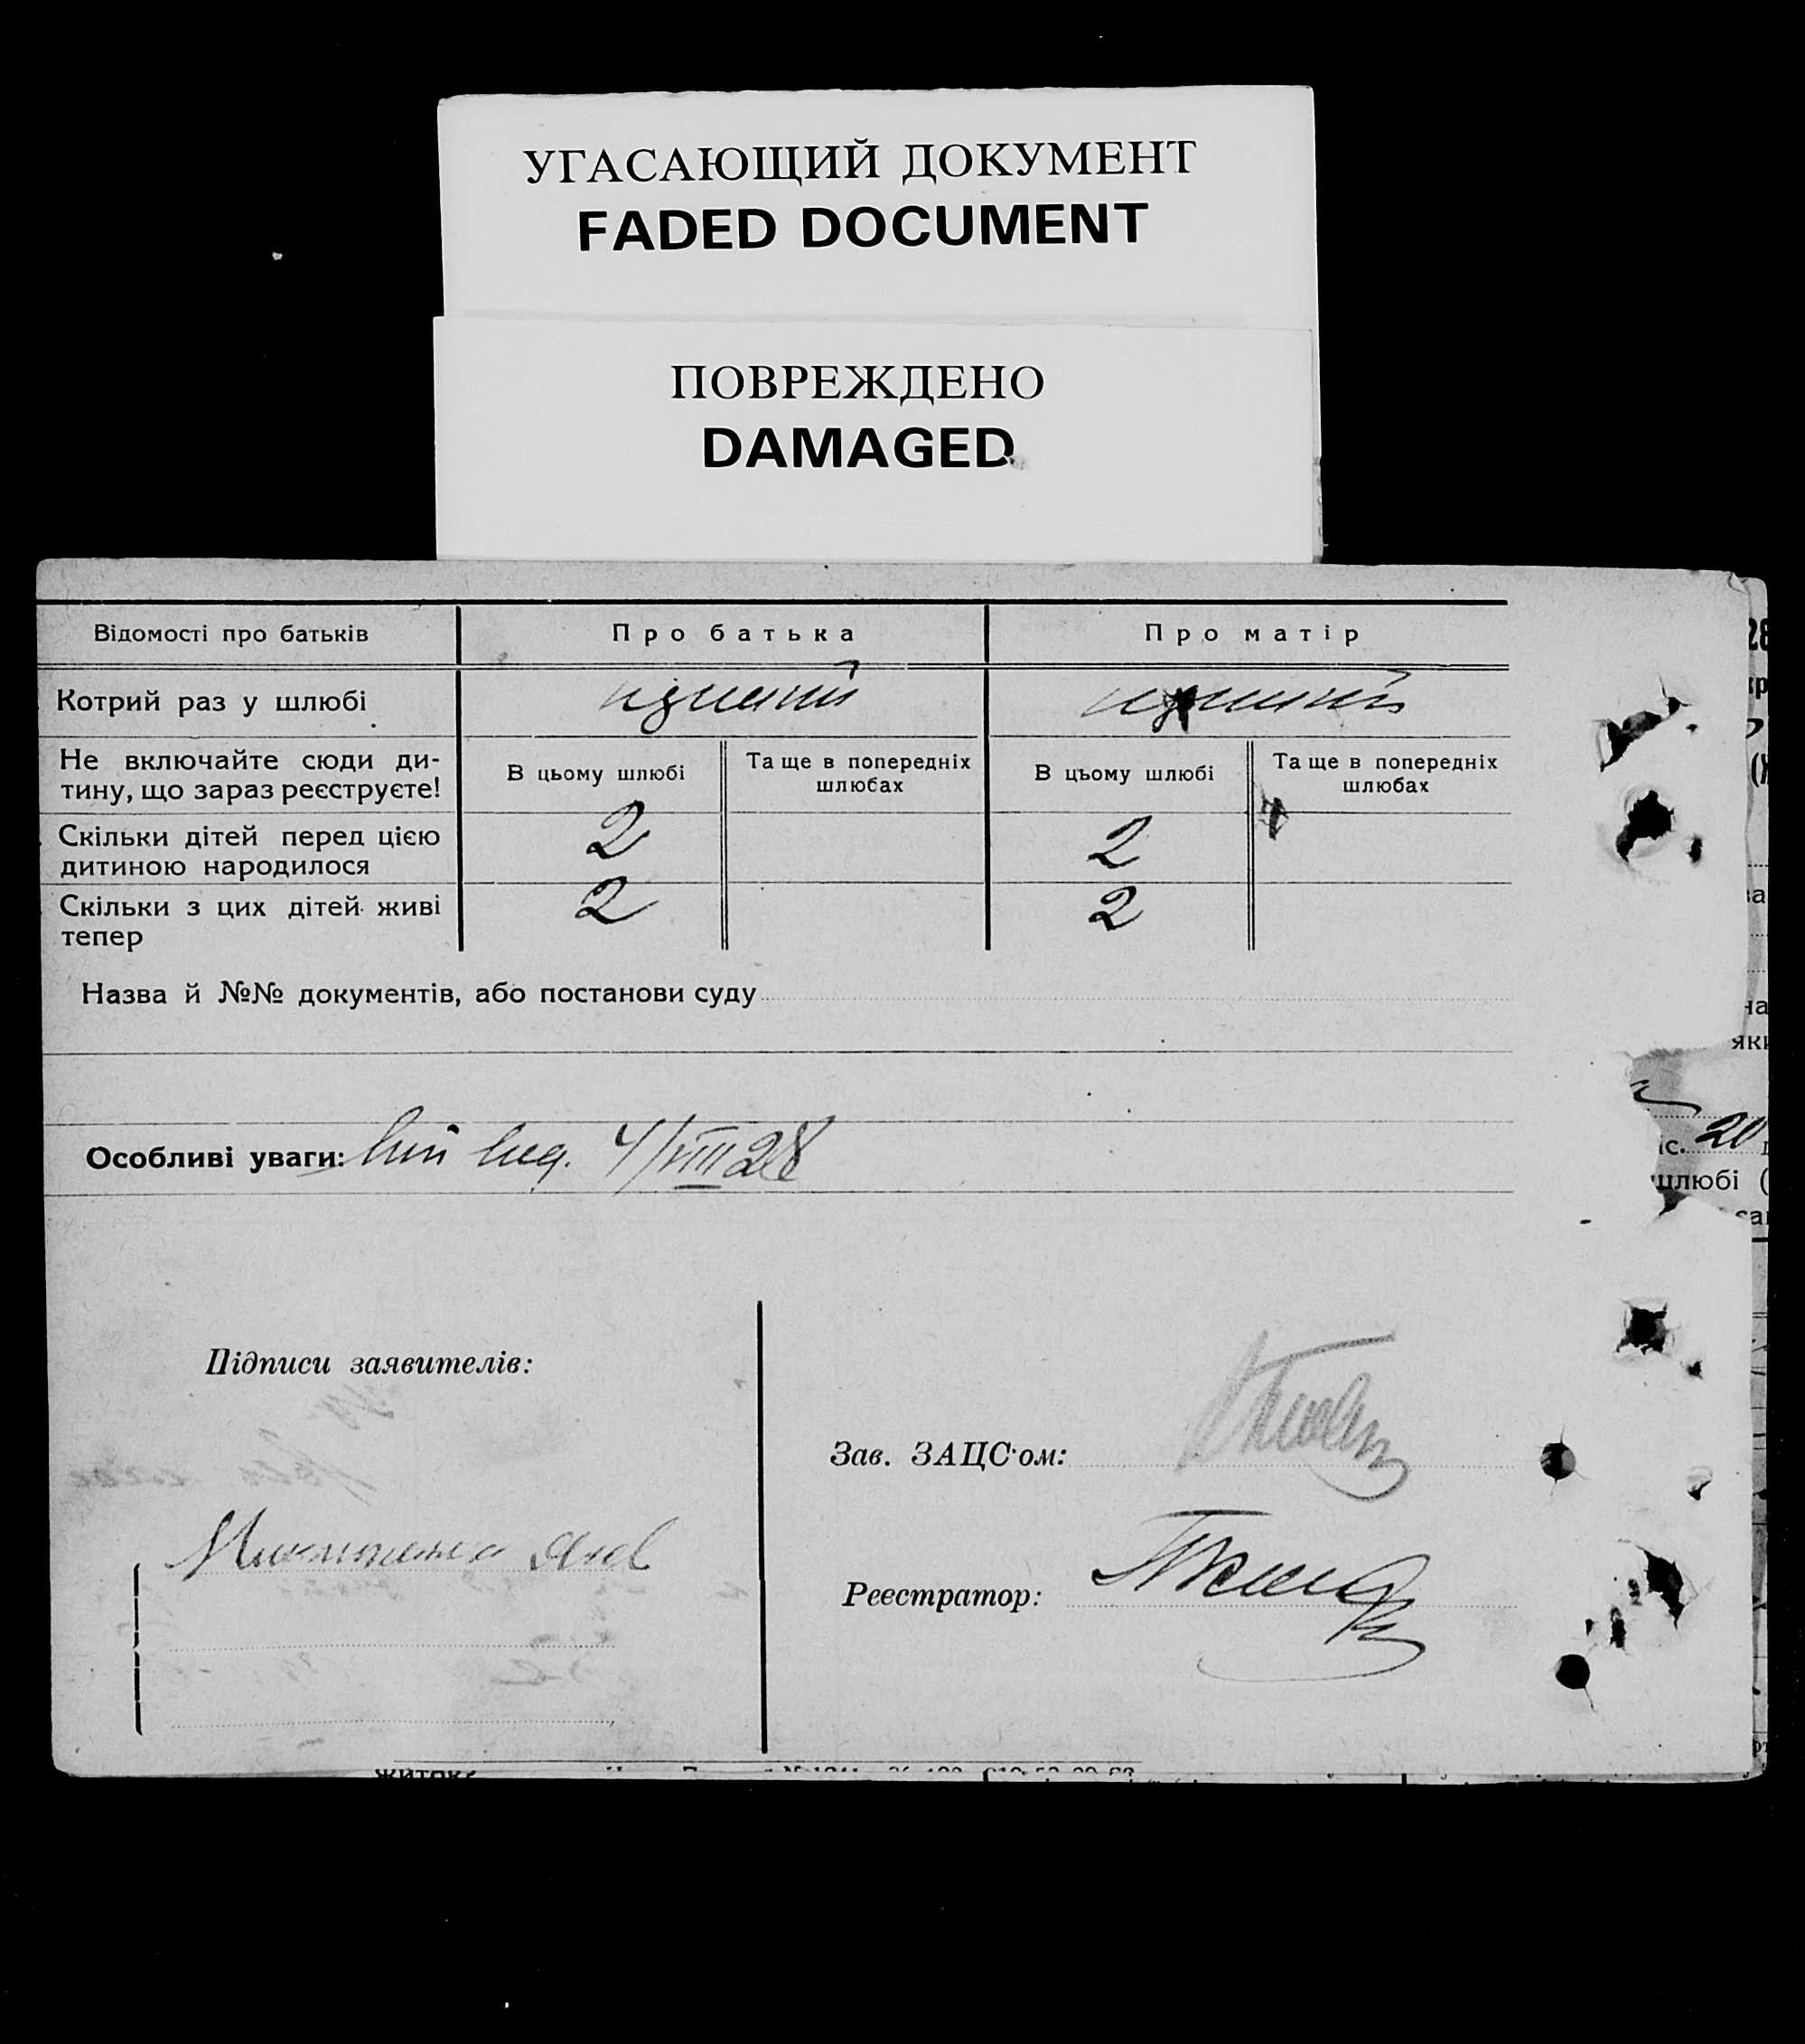 УГАСАЮЩИЙ ДОКУМЕНТ
FADED DOCUMENT
ПОВРЕЖДЕНО
DAMAGED
Відомості про батьків
Про батька
Про матір
Котрий раз у шлюбі
Не включайте сюди ди-
тину, що зараз реєструєте!
В цьому шлюбі
Та ще в попередніх
шлюбах
В цьому шлюбі
Та ще в попередніх
шлюбах
Скільки дітей перед цією
дитиною народилося
2
2
Скільки з цих дітей живі
тепер
2
2
Назва й №№ документів, або постанови суду
Особливі уваги: 4/VIII 28
20
шлюбі (
Підписи заявителів:
Зав. ЗАЦС'ом:
Реєстратор: